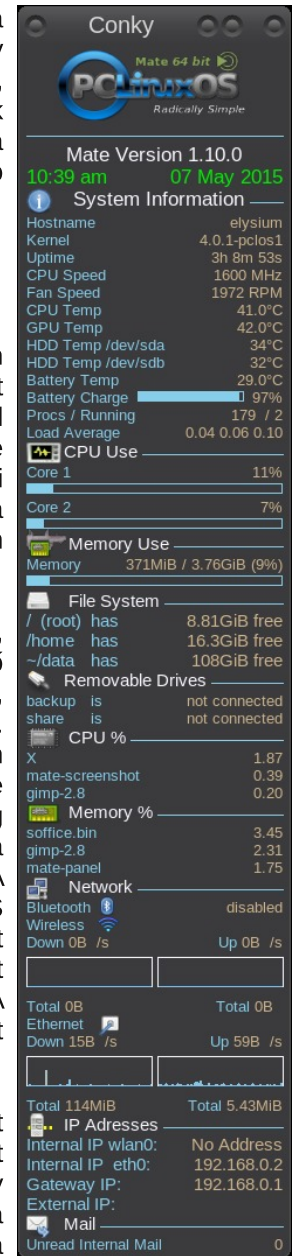 Conky
Mate 64 bit
PCLinuxOS
Radically Simple
Mate Version 1.10.0
10:39 am 07 May 2015
System Information
Hostname elysium
Kernel 4.0.1-pclos1
Uptime 3h 8m 53s
CPU Speed 1600 MHz
Fan Speed 1972 RPM
CPU Temp 41.0°C
GPU Temp 42.0°C
HDD Temp /dev/sda 34°C
HDD Temp /dev/sdb 32°C
Battery Temp 29.0°C
Battery Charge 97%
Procs / Running 179 / 2
Load Average 0.04 0.06 0.10
CPU Use
Core 1 11%
Core 2 7%
Memory Use
Memory 371MiB / 3.76GiB (9%)
File System
/ (root) has 8.81GiB free
/home has 16.3GiB free
~/data has 108GiB free
Removable Drives
backup is not connected
share is not connected
CPU %
X 1.87
mate-screenshot 0.39
gimp-2.8 0.20
Memory %
soffice.bin 3.45
gimp-2.8 2.31
mate-panel 1.75
Network
Bluetooth disabled
Wireless
Down 0B /s Up 0B /s
Total 0B Total 0B
Ethernet
Down 15B /s Up 59B /s
Total 114MiB Total 5.43MiB
IP Adresses
Internal IP wlan0: No Address
Internal IP eth0: 192.168.0.2
Gateway IP: 192.168.0.1
External IP:
Mail
Unread Internal Mail 0